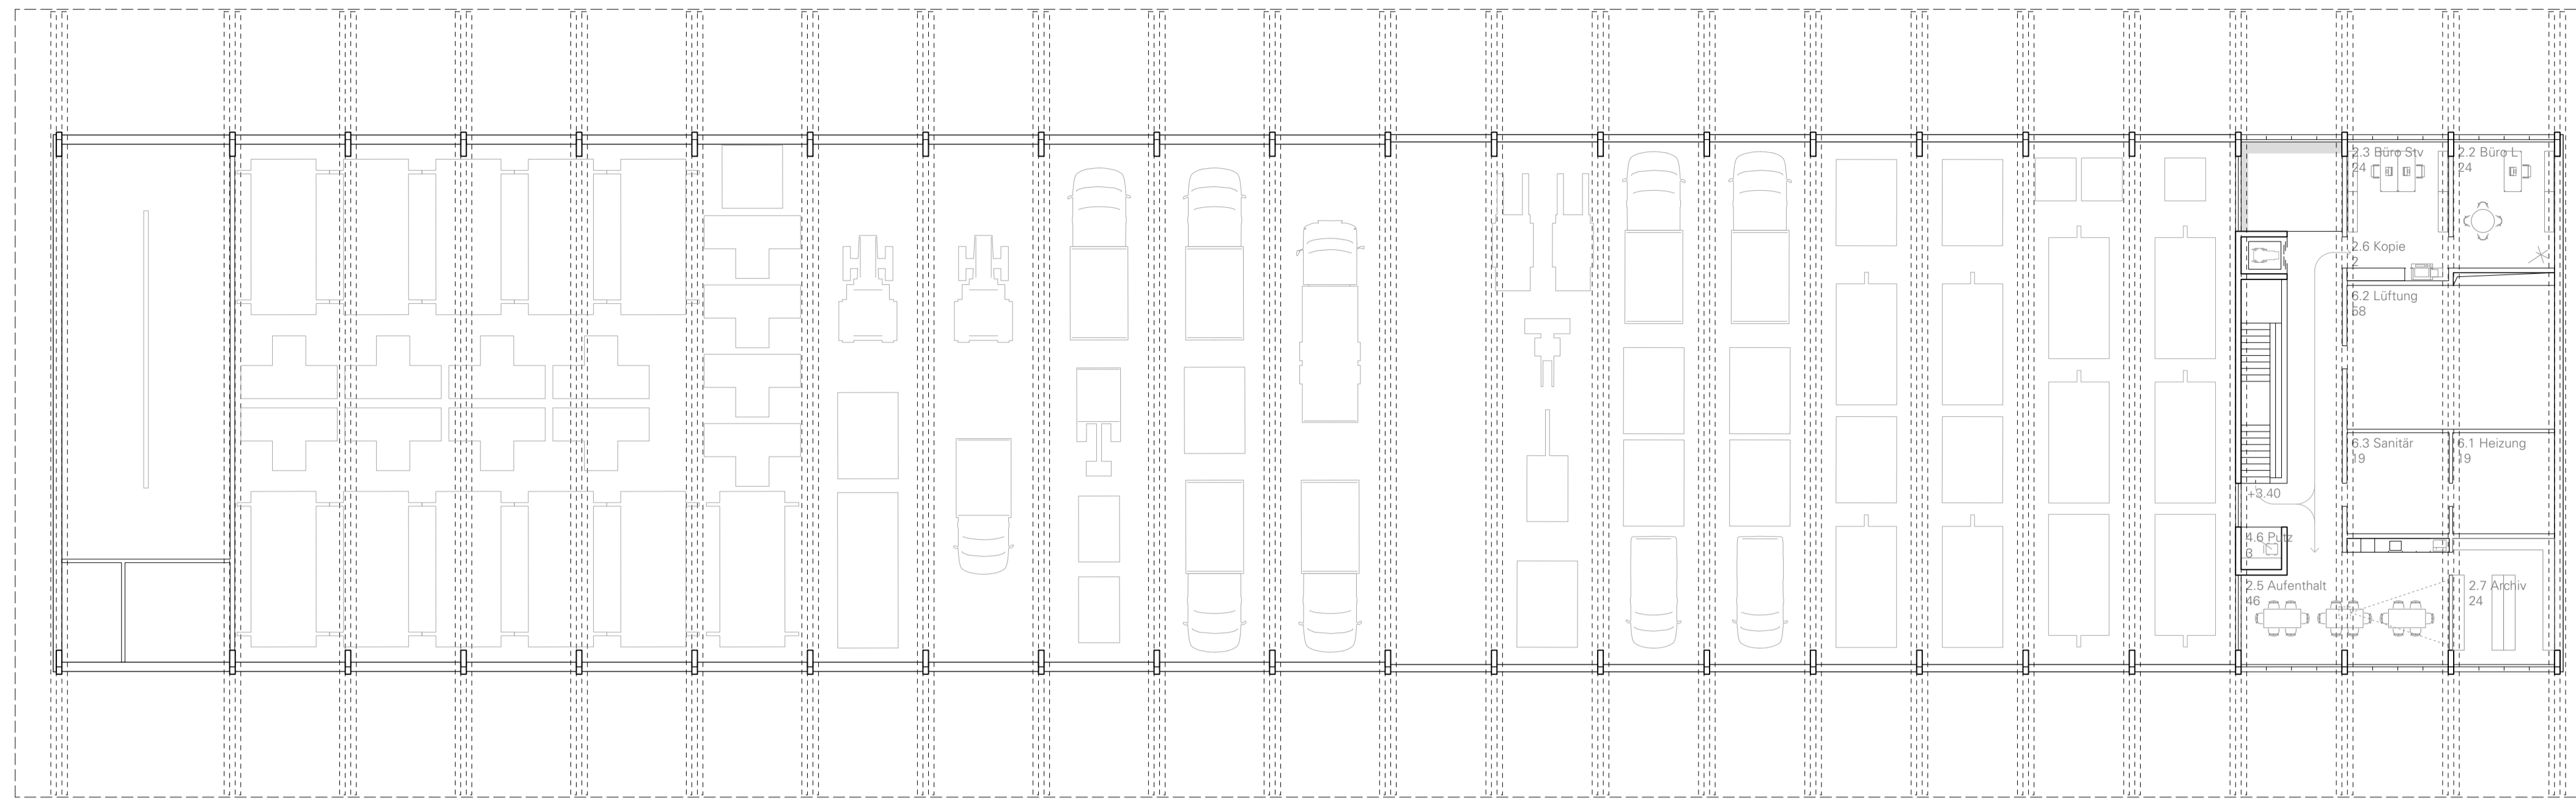 2.3 Büro Stv
24
2.2 Büro L
24
2.6 Kopie
2
6.2 Lüftung
58
6.3 Sanitär
19
6.1 Heizung
19
+3.40
4.6 Putz
3
2.5 Aufenthalt
46
2.7 Archiv
24